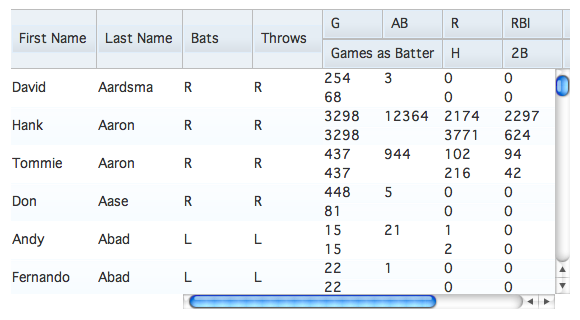 G AB R RBI
First Name Last Name Bats Throws
Games as Batter H 2B
254 3 0 0
David Aardsma R R
68 0 0
3298 12364 2174 2297
Hank Aaron R R
3298 3771 624
437 944 102 94
Tommie Aaron R R
437 216 42
448 5 0 0
Don Aase R R
81 0 0
15 21 1 0
Andy Abad L L
15 2 0
22 1 0 0
Fernando Abad L L
22 0 0